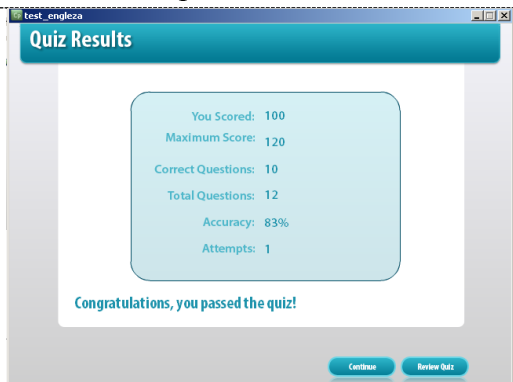 test_engleza
Quiz Results
You Scored: 100
Maximum Score: 120
Correct Questions: 10
Total Questions: 12
Accuracy: 83%
Attempts: 1
Congratulations, you passed the quiz!
Continue Review Quiz